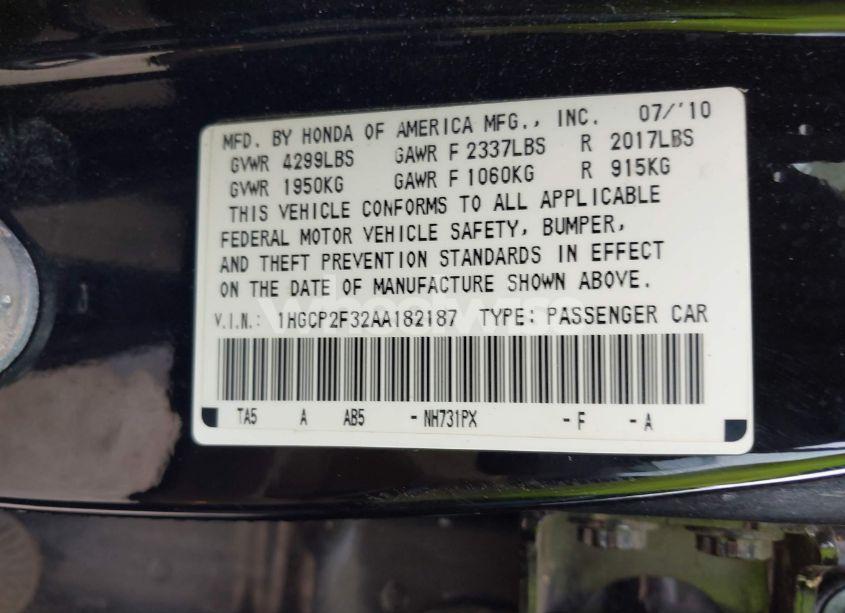 MFD. BY HONDA OF AMERICA MFG., INC. 07/'10
GVWR 4299LBS GAWR F 2337LBS R 2017LBS
GVWR 1950KG GAWR F 1060KG R 915KG
THIS VEHICLE CONFORMS TO ALL APPLICABLE
FEDERAL MOTOR VEHICLE SAFETY, BUMPER,
AND THEFT PREVENTION STANDARDS IN EFFECT
ON THE DATE OF MANUFACTURE SHOWN ABOVE.
V.I.N.: 1HGCP2F32AA182187 TYPE: PASSENGER CAR
TA5 A AB5 - NH731PX - F - A